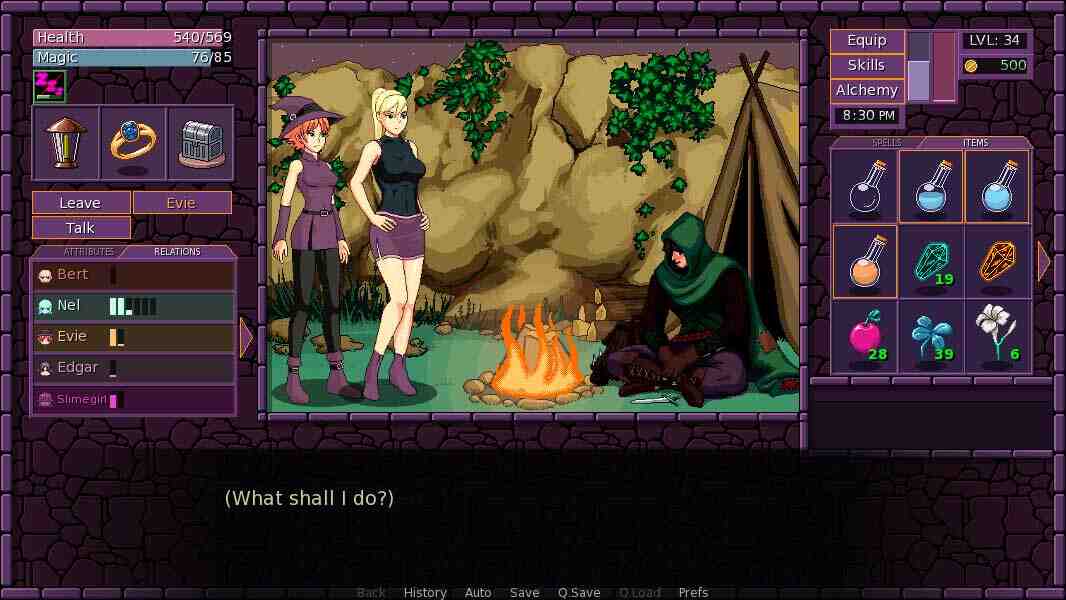 Health 540/569
Magic 76/85
Leave
Evie
Talk
ATTRIBUTES
RELATIONS
Bert
Nel
Evie
Edgar
Slimegirl
Equip
Skills
Alchemy
8:30 PM
LVL: 34
500
SPELLS
ITEMS
19
28
39
6
(What shall I do?)
Back History Auto Save Q.Save Q.Load Prefs